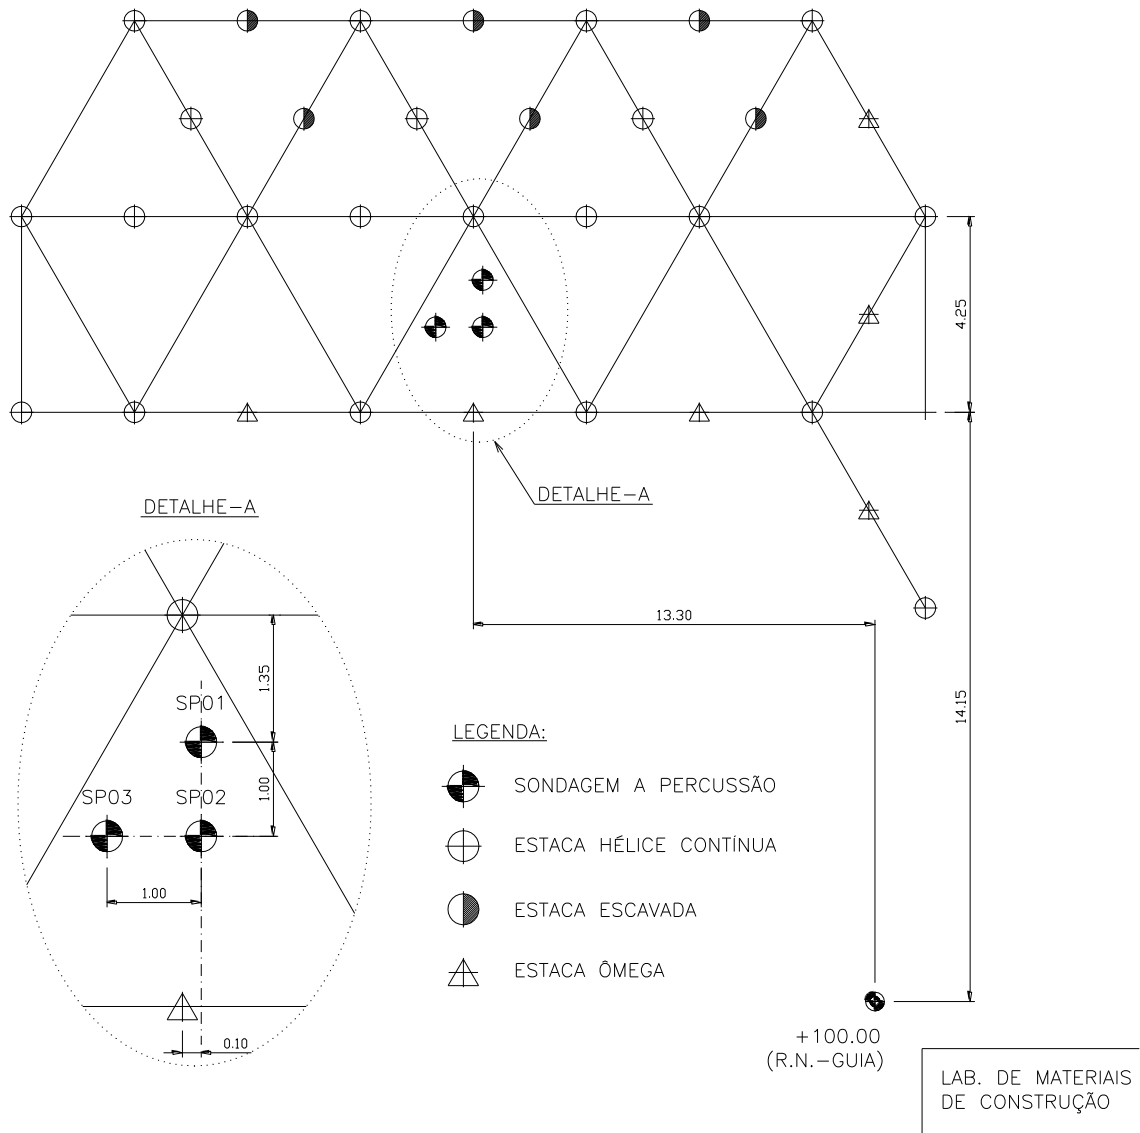 4.25
DETALHE-A
DETALHE-A
13.30
14.15
1.35
SP01
1.00
SP03
SP02
1.00
0.10
LEGENDA:
SONDAGEM A PERCUSSÃO
ESTACA HÉLICE CONTÍNUA
ESTACA ESCAVADA
ESTACA ÔMEGA
+100.00
(R.N.-GUIA)
LAB. DE MATERIAIS
DE CONSTRUÇÃO